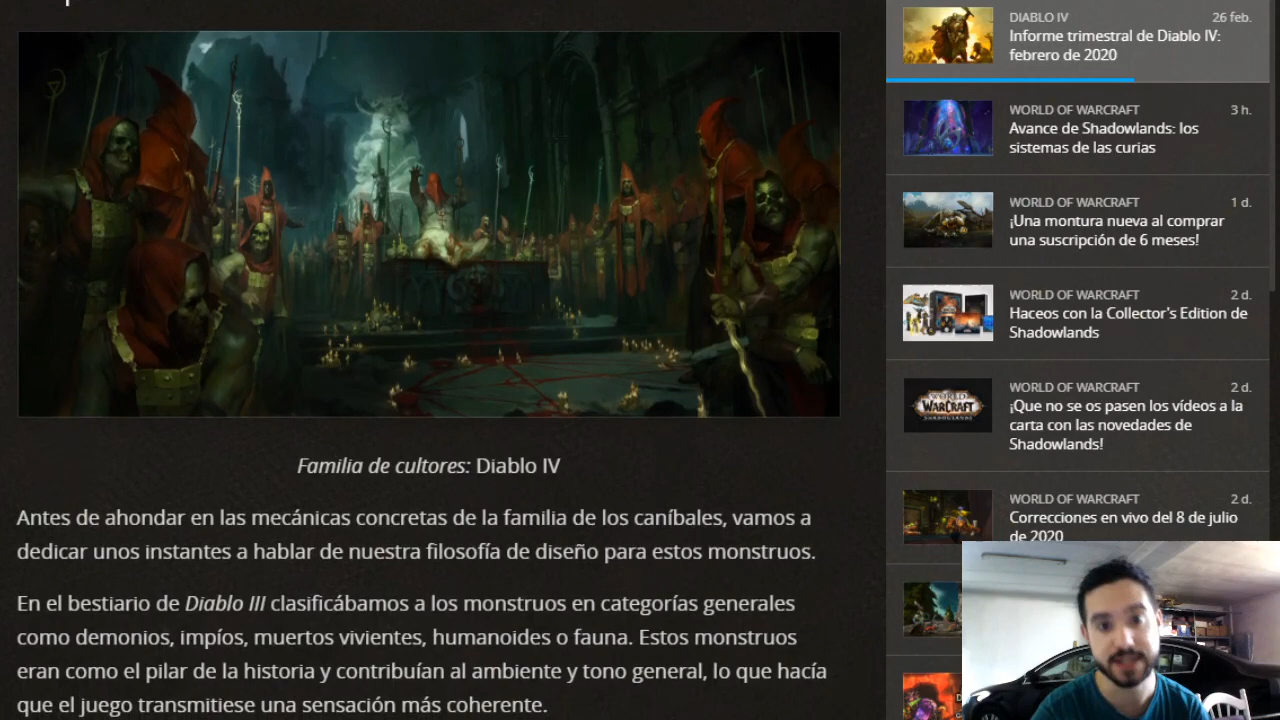 Familia de cultores: Diablo IV
Antes de ahondar en las mecánicas concretas de la familia de los caníbales, vamos a
dedicar unos instantes a hablar de nuestra filosofía de diseño para estos monstruos.
En el bestiario de Diablo III clasificábamos a los monstruos en categorías generales
como demonios, impíos, muertos vivientes, humanoides o fauna. Estos monstruos
eran como el pilar de la historia y contribuían al ambiente y tono general, lo que hacía
que el juego transmitiese una sensación más coherente.
DIABLO IV 26 feb.
Informe trimestral de Diablo IV:
febrero de 2020
WORLD OF WARCRAFT 3 h.
Avance de Shadowlands: los
sistemas de las curias
WORLD OF WARCRAFT 1 d.
¡Una montura nueva al comprar
una suscripción de 6 meses!
WORLD OF WARCRAFT 2 d.
Haceos con la Collector's Edition de
Shadowlands
WORLD OF WARCRAFT 2 d.
¡Que no se os pasen los vídeos a la
carta con las novedades de
Shadowlands!
WORLD WARCRAFT
SHADOWLANDS
WORLD OF WARCRAFT 2 d.
Correcciones en vivo del 8 de julio
de 2020